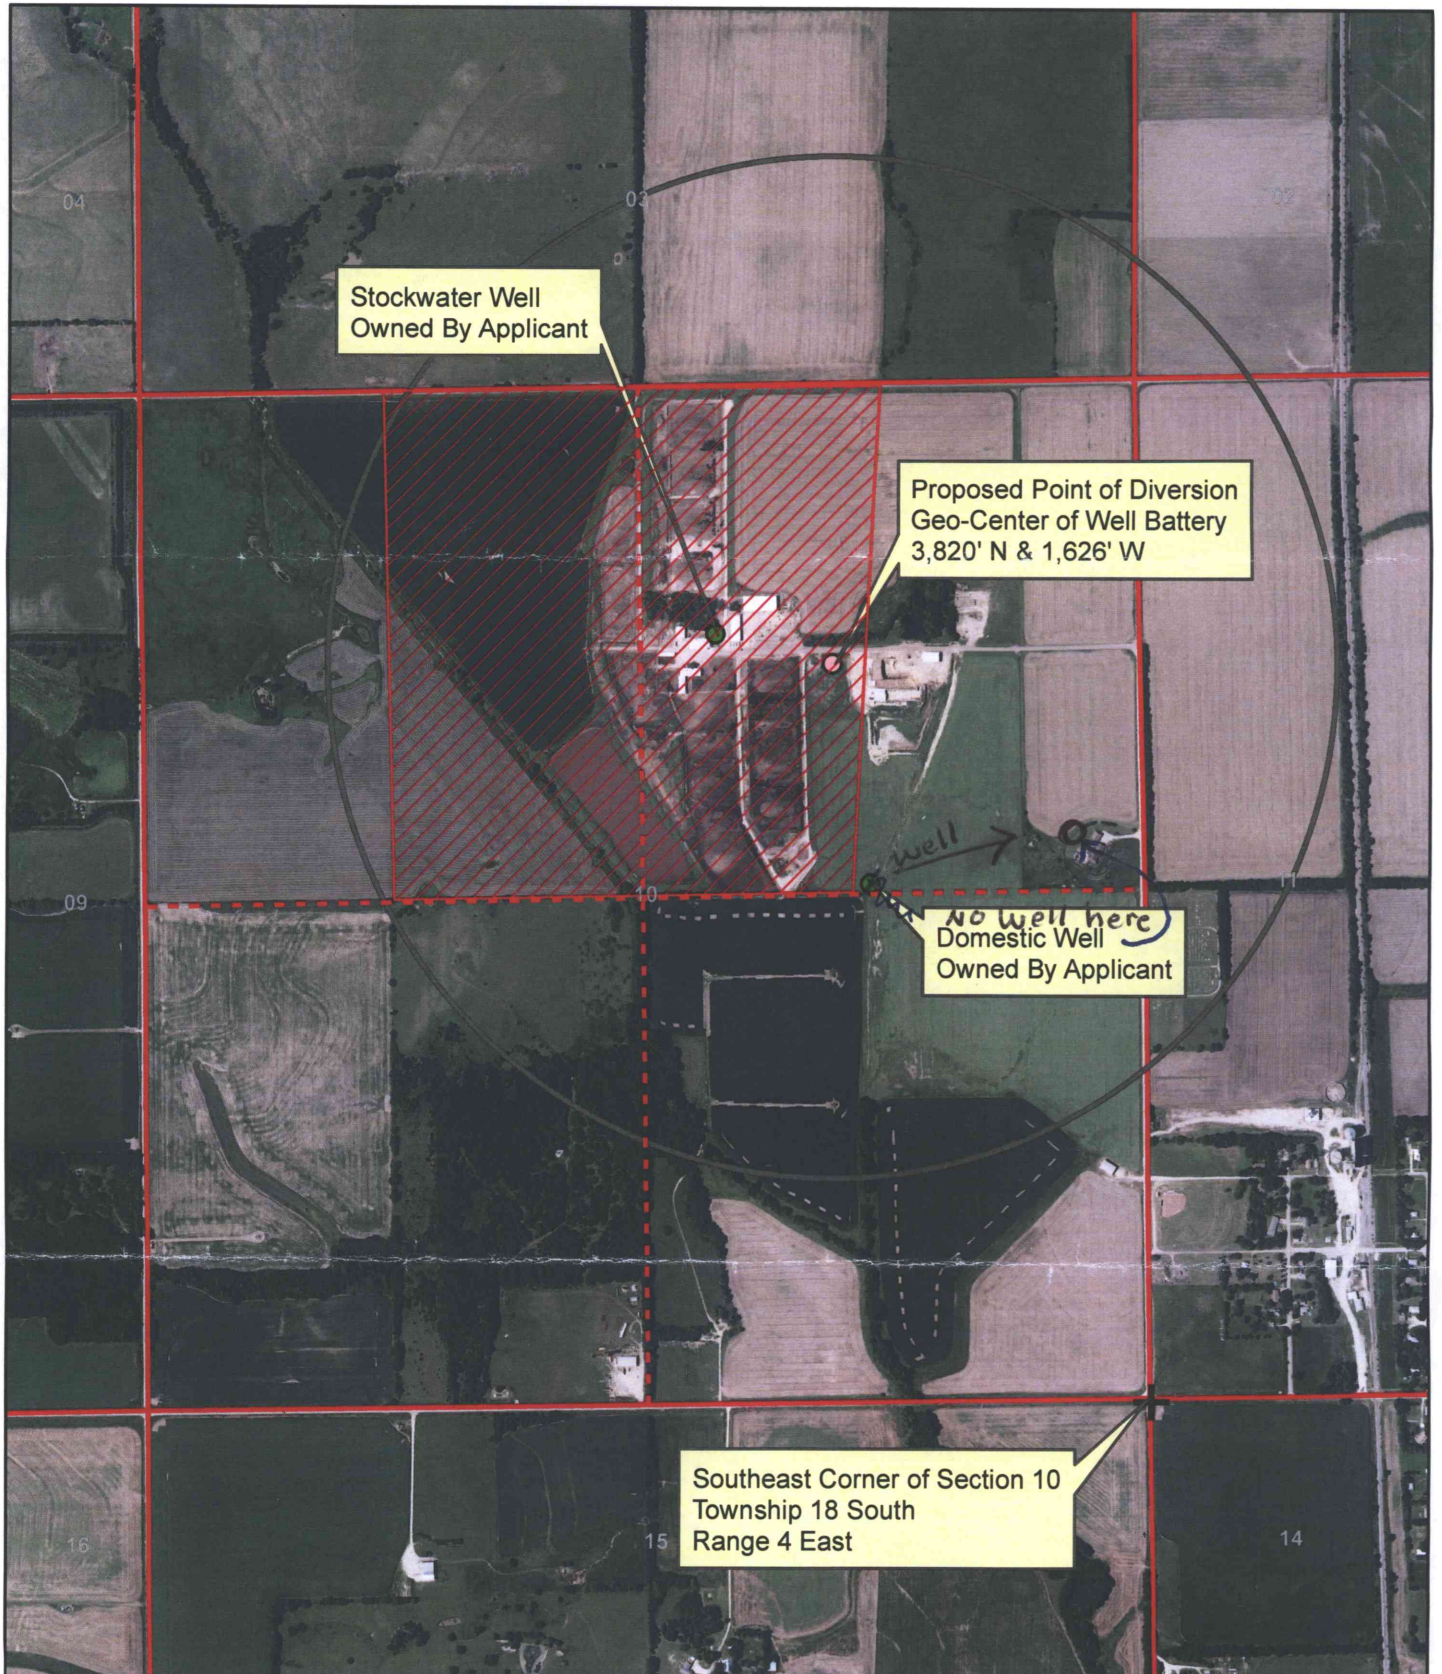 04
03
02
Stockwater Well
Owned By Applicant
Proposed Point of Diversion
Geo-Center of Well Battery
3,820' N & 1,626' W
Well
09
10
11
No Well here
Domestic Well
Owned By Applicant
Southeast Corner of Section 10
Township 18 South
Range 4 East
16
15
14